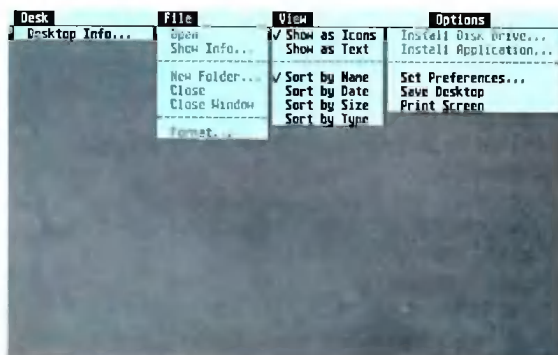 Desk
Desktop Info...
File
Open
Show Info...
New Folder...
Close
Close Window
Format...
View
✓ Show as Icons
Show as Text
✓ Sort by Name
Sort by Date
Sort by Size
Sort by Type
Options
Install Disk Drive...
Install Application...
Set Preferences...
Save Desktop
Print Screen